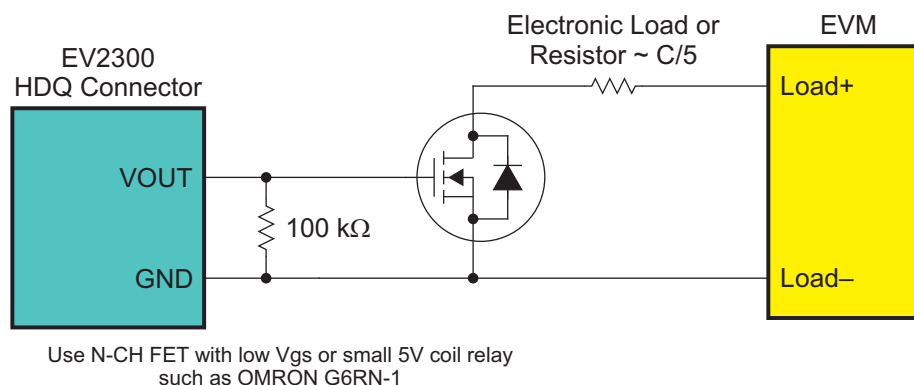 Electronic Load or
Resistor ~ C/5
EVM
EV2300
HDQ Connector
Load+
VOUT
100 kΩ
GND
Load–
Use N-CH FET with low Vgs or small 5V coil relay
such as OMRON G6RN-1